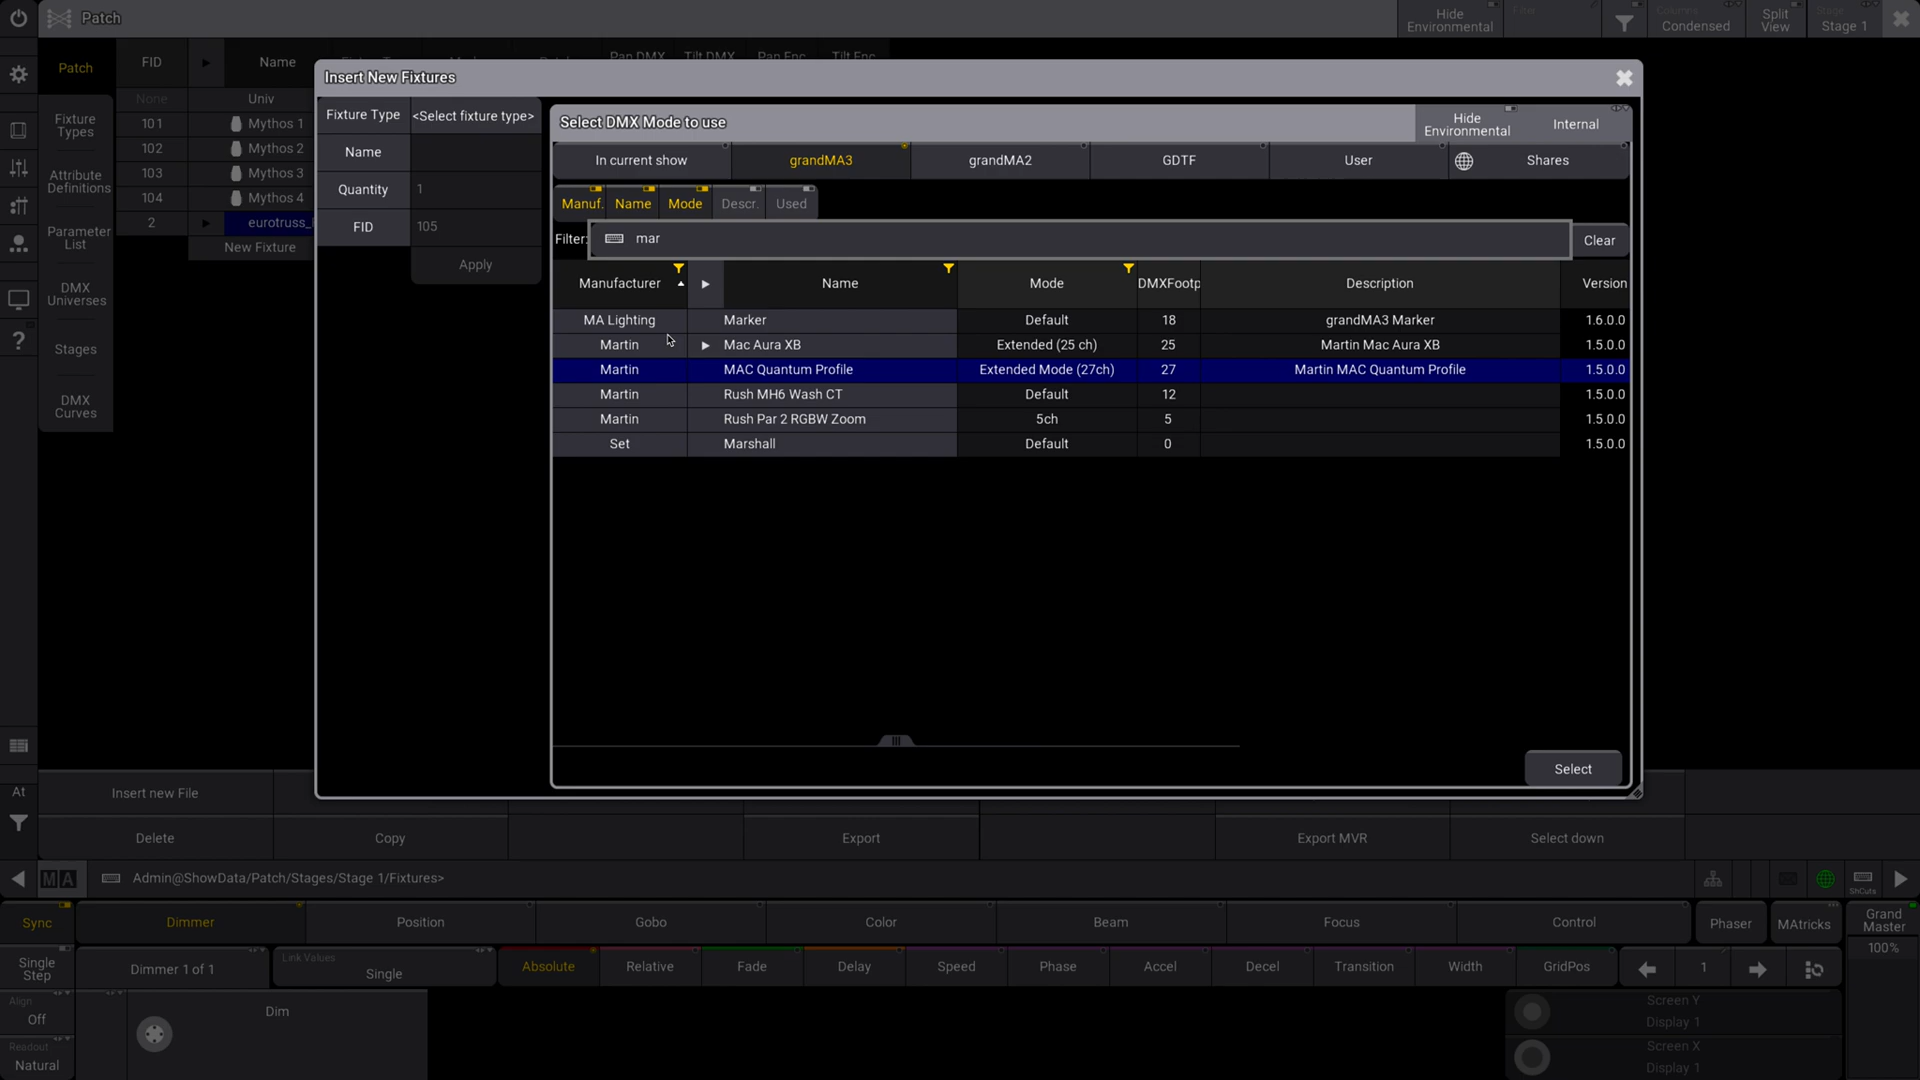 Patch
Hide Environmental
Filter
Columns
Condensed
Split View
Stage
Stage 1
Patch
FID
Name
Pan DMX
Tilt DMX
Pan Enc
Tilt Enc
Fixture Types
Attribute Definitions
Parameter List
DMX Universes
Stages
DMX Curves
None Univ
101 Mythos 1
102 Mythos 2
103 Mythos 3
104 Mythos 4
2 eurotruss_
New Fixture
Insert New Fixtures
Fixture Type <Select fixture type>
Name
Quantity 1
FID 105
Apply
Select DMX Mode to use
Hide Environmental
Internal
In current show
grandMA3
grandMA2
GDTF
User
Shares
Manuf.
Name
Mode
Descr.
Used
Filter: mar
Clear
Manufacturer Name Mode DMXFootp Description Version
MA Lighting Marker Default 18 grandMA3 Marker 1.6.0.0
Martin Mac Aura XB Extended (25 ch) 25 Martin Mac Aura XB 1.5.0.0
Martin MAC Quantum Profile Extended Mode (27ch) 27 Martin MAC Quantum Profile 1.5.0.0
Martin Rush MH6 Wash CT Default 12 1.5.0.0
Martin Rush Par 2 RGBW Zoom 5ch 5 1.5.0.0
Set Marshall Default 0 1.5.0.0
Select
At
Insert new File
Delete
Copy
Export
Export MVR
Select down
MA
Admin@ShowData/Patch/Stages/Stage 1/Fixtures>
ShCuts
Sync
Dimmer
Position
Gobo
Color
Beam
Focus
Control
Phaser
MAtricks
Grand Master
100%
Single Step
Dimmer 1 of 1
Link Values
Single
Absolute
Relative
Fade
Delay
Speed
Phase
Accel
Decel
Transition
Width
GridPos
1
Align
Off
Readout
Natural
Dim
Screen Y
Display 1
Screen X
Display 1